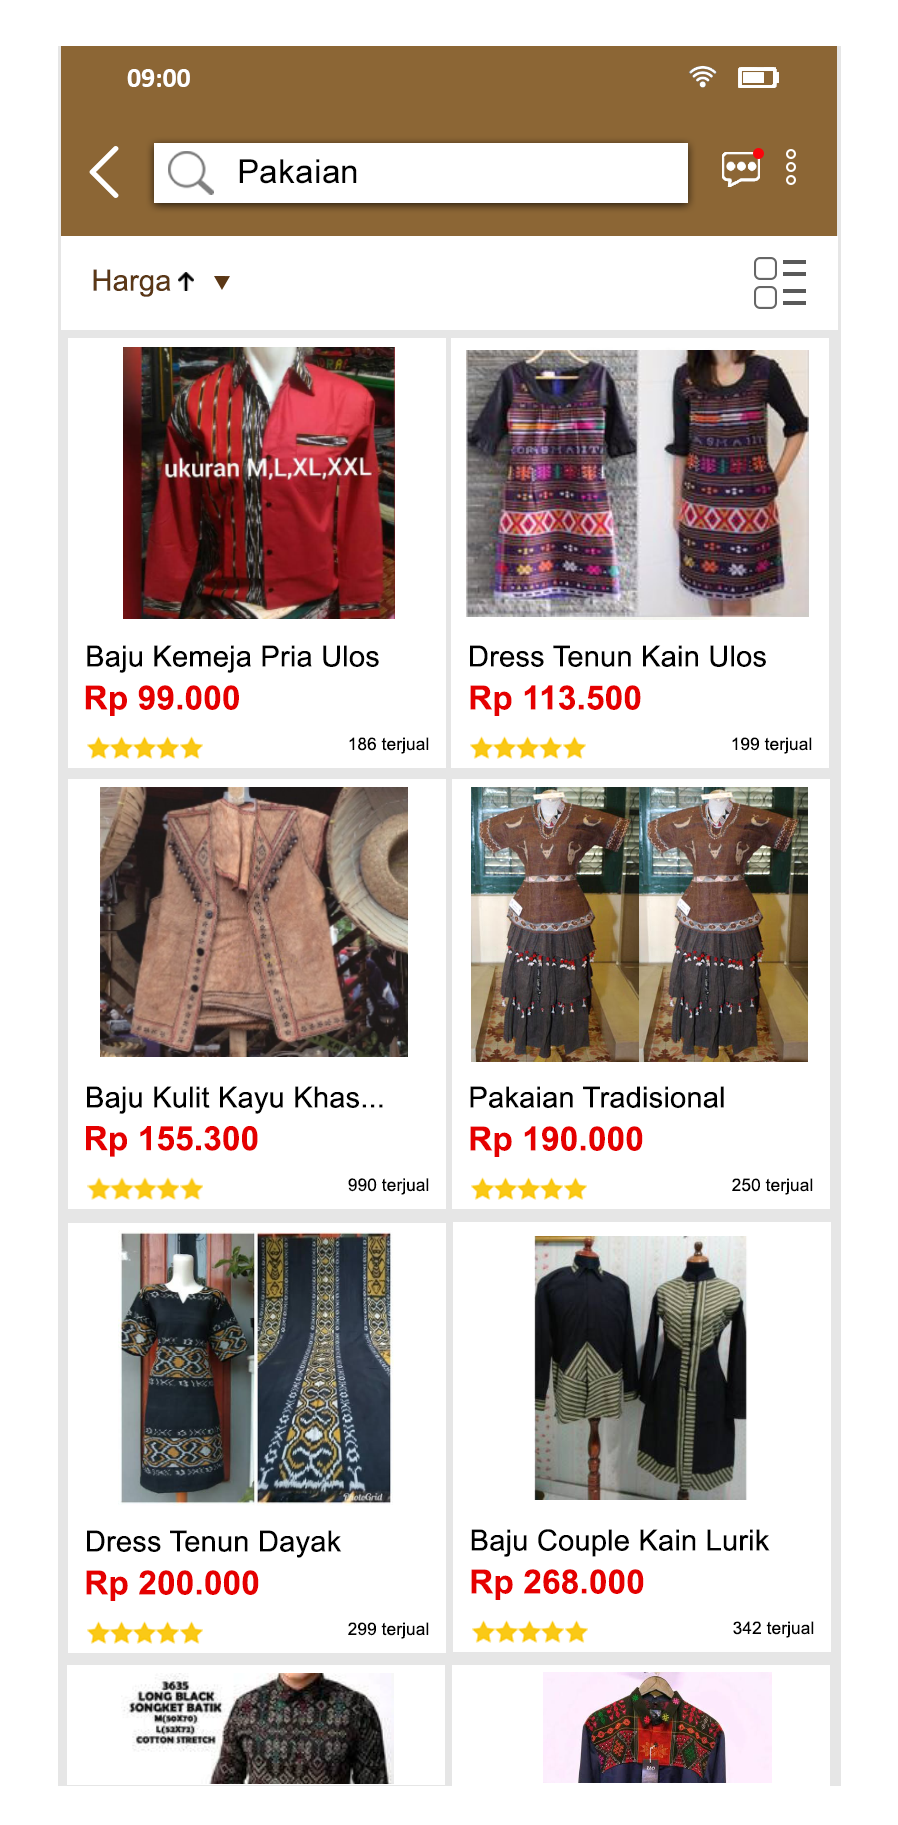 09:00
Pakaian
Harga
ukuran M,L,XL,XXL
Baju Kemeja Pria Ulos
Rp 99.000
186 terjual
Dress Tenun Kain Ulos
Rp 113.500
199 terjual
Baju Kulit Kayu Khas...
Rp 155.300
990 terjual
Pakaian Tradisional
Rp 190.000
250 terjual
PhotoGrid
Dress Tenun Dayak
Rp 200.000
299 terjual
Baju Couple Kain Lurik
Rp 268.000
342 terjual
3635
LONG BLACK
SONGKET BATIK
M(50X70)
L(52X72)
COTTON STRETCH